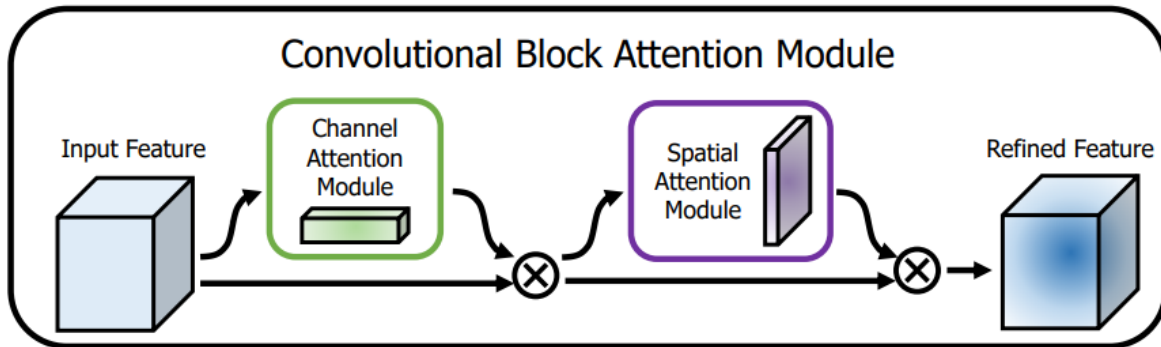 Convolutional Block Attention Module
Input Feature
Channel
Attention
Module
Spatial
Attention
Module
Refined Feature